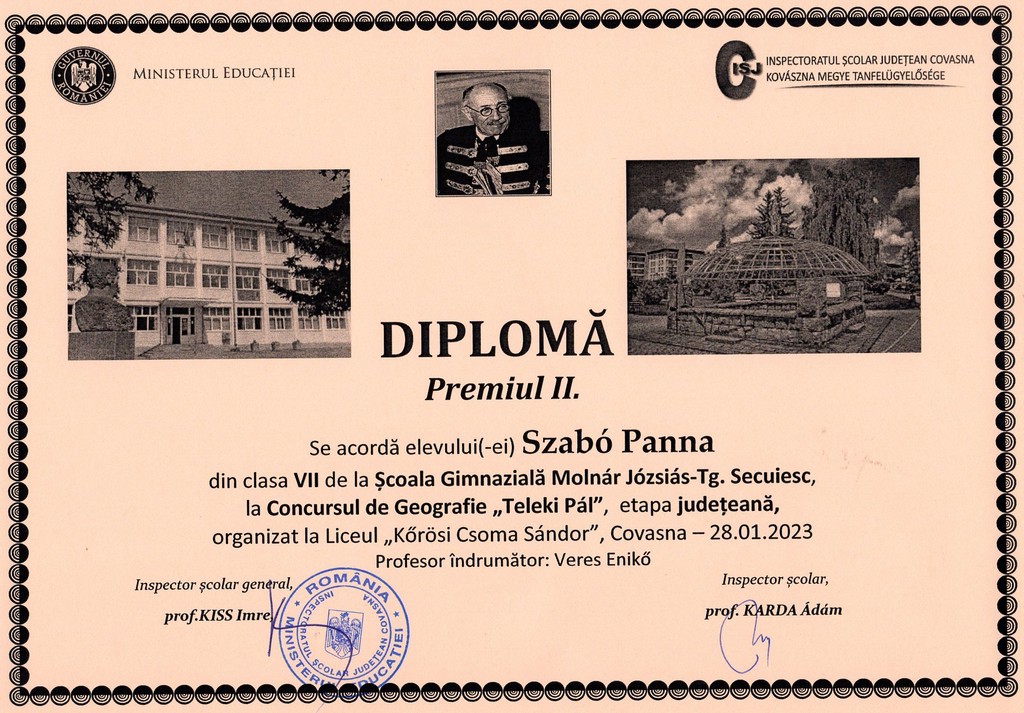 GUVERNUL ROMÂNIEI
MINISTERUL EDUCAȚIEI
CISJ
INSPECTORATUL ȘCOLAR JUDEȚEAN COVASNA
KOVÁSZNA MEGYE TANFELÜGYELŐSÉGE
DIPLOMĂ
Premiul II.
Se acordă elevului(-ei) Szabó Panna
din clasa VII de la Școala Gimnazială Molnár Józsiás-Tg. Secuiesc,
la Concursul de Geografie „Teleki Pál”, etapa județeană,
organizat la Liceul „Kőrösi Csoma Sándor”, Covasna – 28.01.2023
Profesor îndrumător: Veres Enikő
Inspector școlar general,
prof.KISS Imre
Inspector școlar,
prof. KARDA Ádám
ROMÂNIA
MINISTERUL EDUCAȚIEI
INSPECTORATUL ȘCOLAR JUDEȚEAN COVASNA